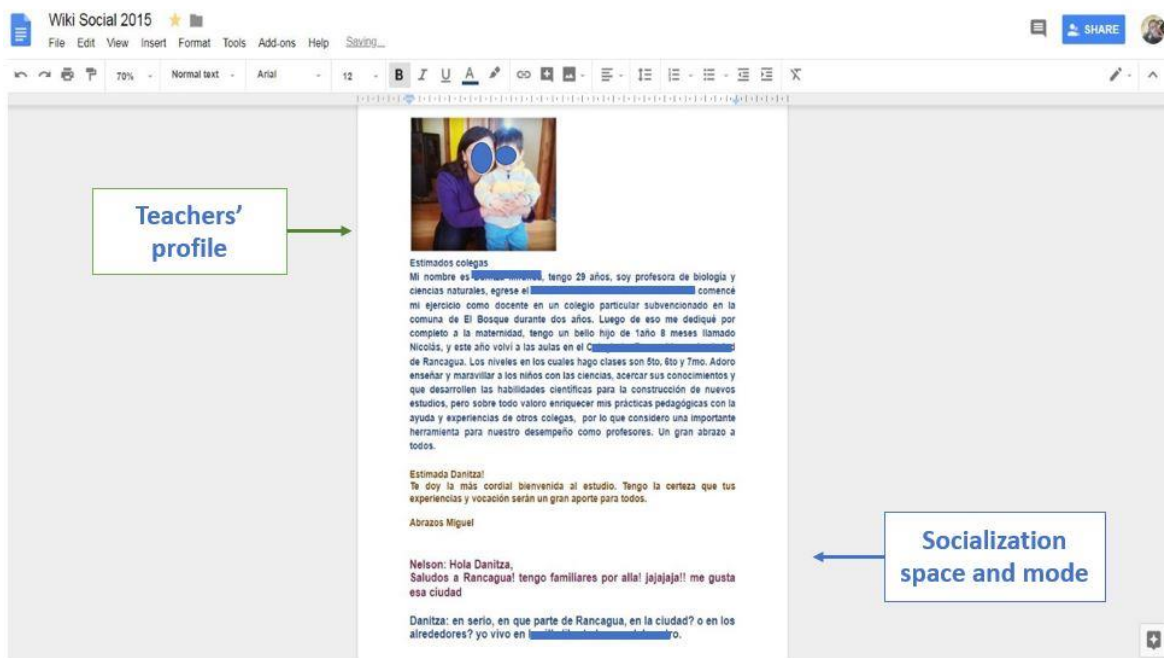 Wiki Social 2015
File Edit View Insert Format Tools Add-ons Help Saving...
SHARE
70% Normal text Arial 12 B I U A
Teachers'
profile
Estimados colegas
Mi nombre es , tengo 29 años, soy profesora de biología y
ciencias naturales, egrese el comencé
mi ejercicio como docente en un colegio particular subvencionado en la
comuna de El Bosque durante dos años. Luego de eso me dediqué por
completo a la maternidad, tengo un bello hijo de 1año 8 meses llamado
Nicolás, y este año volví a las aulas en el
de Rancagua. Los niveles en los cuales hago clases son 5to, 6to y 7mo. Adoro
enseñar y maravillar a los niños con las ciencias, acercar sus conocimientos y
que desarrollen las habilidades científicas para la construcción de nuevos
estudios, pero sobre todo valoro enriquecer mis prácticas pedagógicas con la
ayuda y experiencias de otros colegas, por lo que considero una importante
herramienta para nuestro desempeño como profesores. Un gran abrazo a
todos.
Estimada Danitza!
Te doy la más cordial bienvenida al estudio. Tengo la certeza que tus
experiencias y vocación serán un gran aporte para todos.
Abrazos Miguel
Nelson: Hola Danitza,
Saludos a Rancagua! tengo familiares por alla! jajajaja!! me gusta
esa ciudad
Danitza: en serio, en que parte de Rancagua, en la ciudad? o en los
alrededores? yo vivo en
Socialization
space and mode